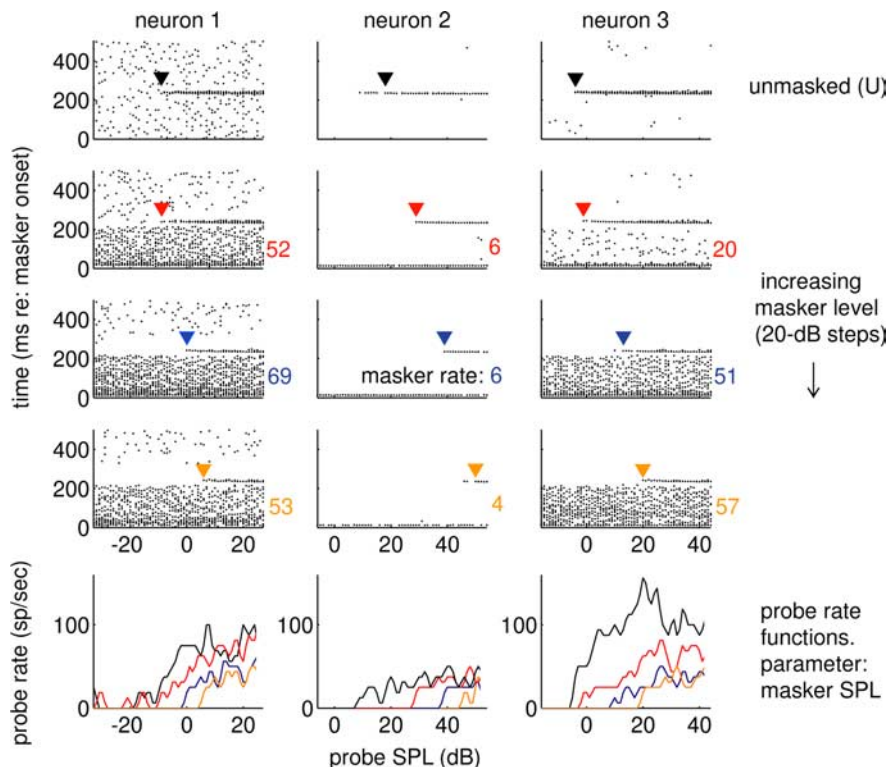 neuron 1 neuron 2 neuron 3
400
200
0
unmasked (U)
400
200
0
52 6 20
increasing
masker level
(20-dB steps)
400
200
0
69 masker rate: 6 51
400
200
0
53 4 57
time (ms re: masker onset)
-20 0 20 0 20 40 0 20 40
100
0
100
0
100
0
probe rate (sp/sec)
probe rate
functions.
parameter:
masker SPL
-20 0 20 0 20 40 0 20 40
probe SPL (dB)